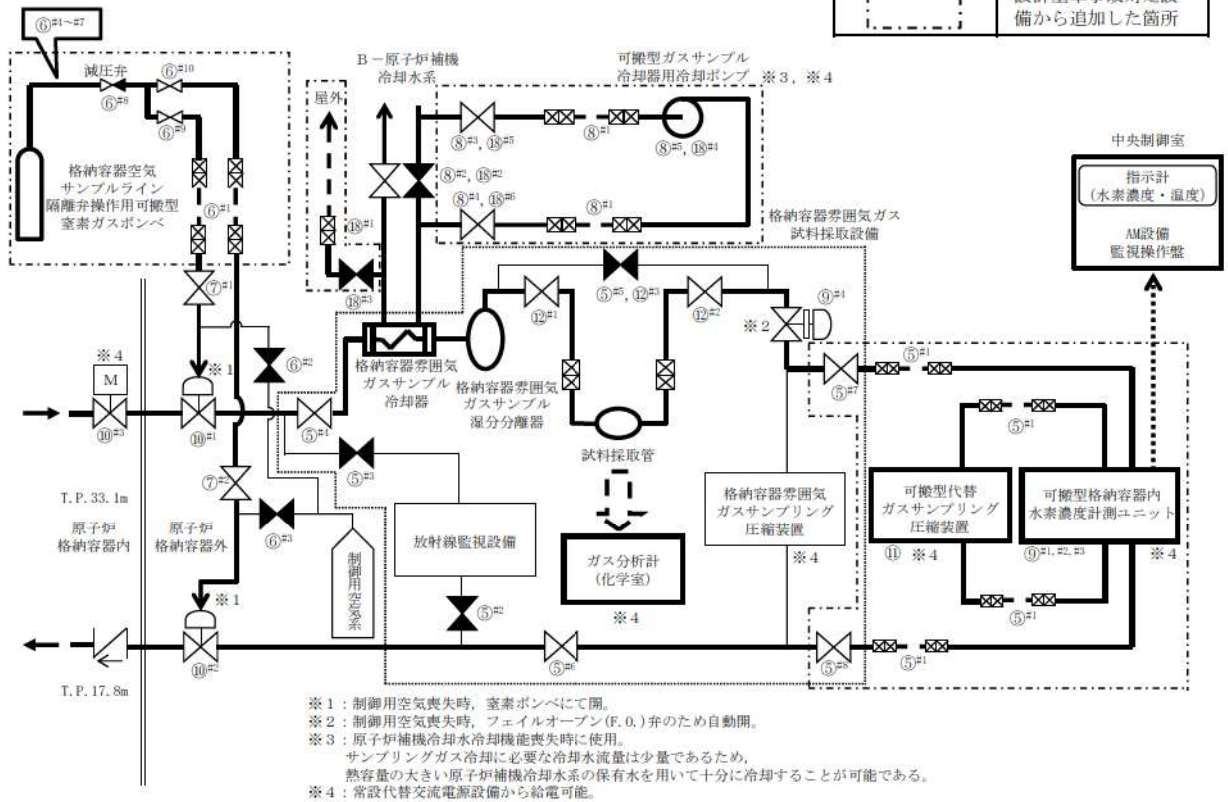 備から追加した箇所
⑥#4~#7
減圧弁
⑥#8
⑥#10
⑥#9
格納容器空気
サンプルライン
隔離弁操作用可搬型
窒素ガスボンベ
⑥#1
屋外
B-原子炉補機
冷却水系
可搬型ガスサンプル
冷却器用冷却ポンプ ※3, ※4
⑧#3, ⑱#5
⑧#1
⑧#5, ⑱#4
⑧#2, ⑱#2
⑧#4, ⑱#6
⑧#1
⑱#1
⑱#3
格納容器雰囲気ガス
試料採取設備
中央制御室
指示計
(水素濃度・温度)
AM設備
監視操作盤
⑦#1
⑥#2
※4
M
⑩#3
※1
⑩#1
⑤#4
⑤#3
格納容器雰囲気
ガスサンプル
冷却器
格納容器雰囲気
ガスサンプル
湿分分離器
⑤#5, ⑫#3
⑫#1
⑫#2
⑨#4
※2
⑤#7
⑤#1
⑤#1
試料採取管
T.P.33.1m
原子炉
格納容器内
原子炉
格納容器外
⑦#2
⑥#3
制御用空気系
放射線監視設備
⑤#2
ガス分析計
(化学室)
※4
格納容器雰囲気
ガスサンプリング
圧縮装置
※4
可搬型代替
ガスサンプリング
圧縮装置
⑪ ※4
可搬型格納容器内
水素濃度計測ユニット
⑨#1, #2, #3 ※4
⑤#1
※1
⑩#2
⑤#6
⑤#8
⑤#1
T.P.17.8m
※1:制御用空気喪失時,窒素ボンベにて開。
※2:制御用空気喪失時,フェイルオープン(F.O.)弁のため自動開。
※3:原子炉補機冷却水冷却機能喪失時に使用。
サンプリングガス冷却に必要な冷却水流量は少量であるため,
熱容量の大きい原子炉補機冷却水系の保有水を用いて十分に冷却することが可能である。
※4:常設代替交流電源設備から給電可能。